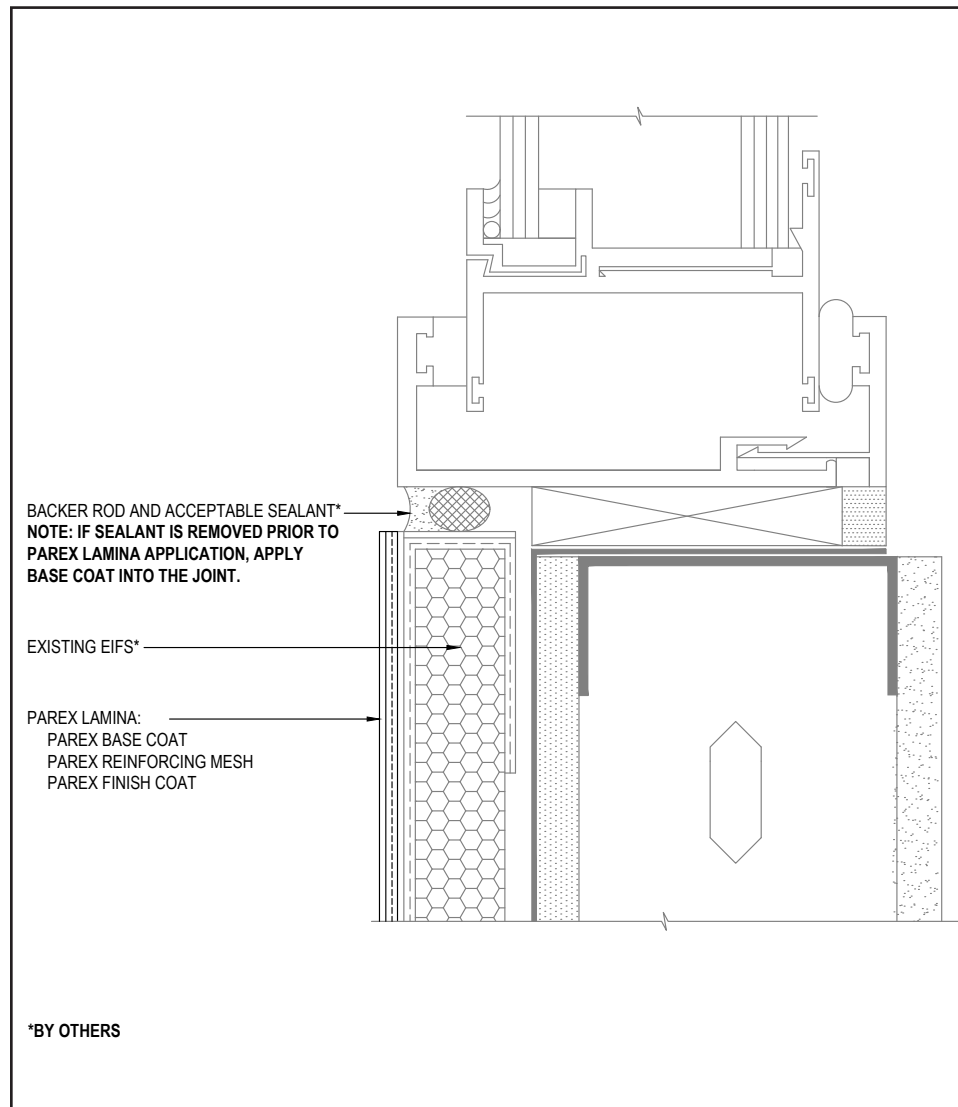 BACKER ROD AND ACCEPTABLE SEALANT*
NOTE: IF SEALANT IS REMOVED PRIOR TO
PAREX LAMINA APPLICATION, APPLY
BASE COAT INTO THE JOINT.
EXISTING EIFS*
PAREX LAMINA:
PAREX BASE COAT
PAREX REINFORCING MESH
PAREX FINISH COAT
*BY OTHERS